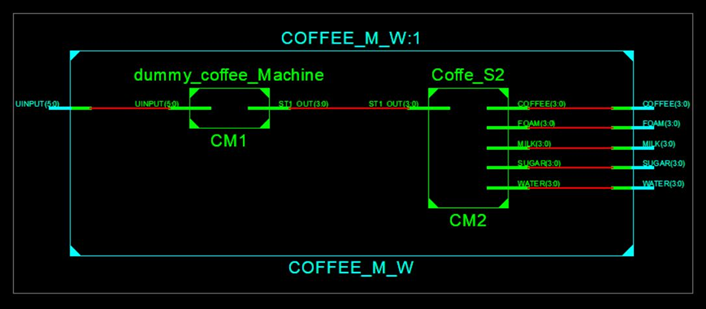 COFFEE_M_W:1
dummy_coffee_Machine Coffe_S2
UINPUT(5:0) UINPUT(5:0) ST1_OUT(3:0) ST1_OUT(3:0) COFFEE(3:0) COFFEE(3:0)
FOAM(3:0) FOAM(3:0)
CM1 MILK(3:0) MILK(3:0)
SUGAR(3:0) SUGAR(3:0)
WATER(3:0) WATER(3:0)
CM2
COFFEE_M_W